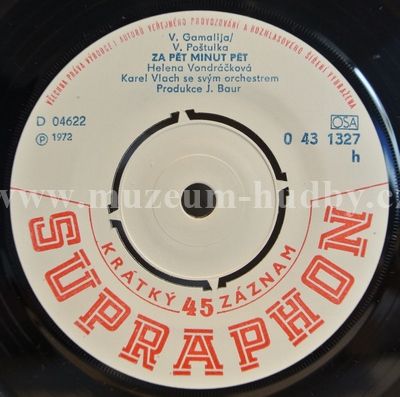 VŠECHNA PRÁVA VÝROBCE I AUTORŮ VEŘEJNÉHO PROVOZOVÁNÍ A ROZHLASOVÉHO ŠÍŘENÍ VYHRAZENA
V. Gamalija/
V. Poštulka
ZA PĚT MINUT PĚT
Helena Vondráčková
Karel Vlach se svým orchestrem
Produkce J. Baur
D 04622
Ⓟ 1972
OSA
0 43 1327
h
www.muzeum-hudby.cz
KRÁTKÝ 45 ZÁZNAM
SUPRAPHON